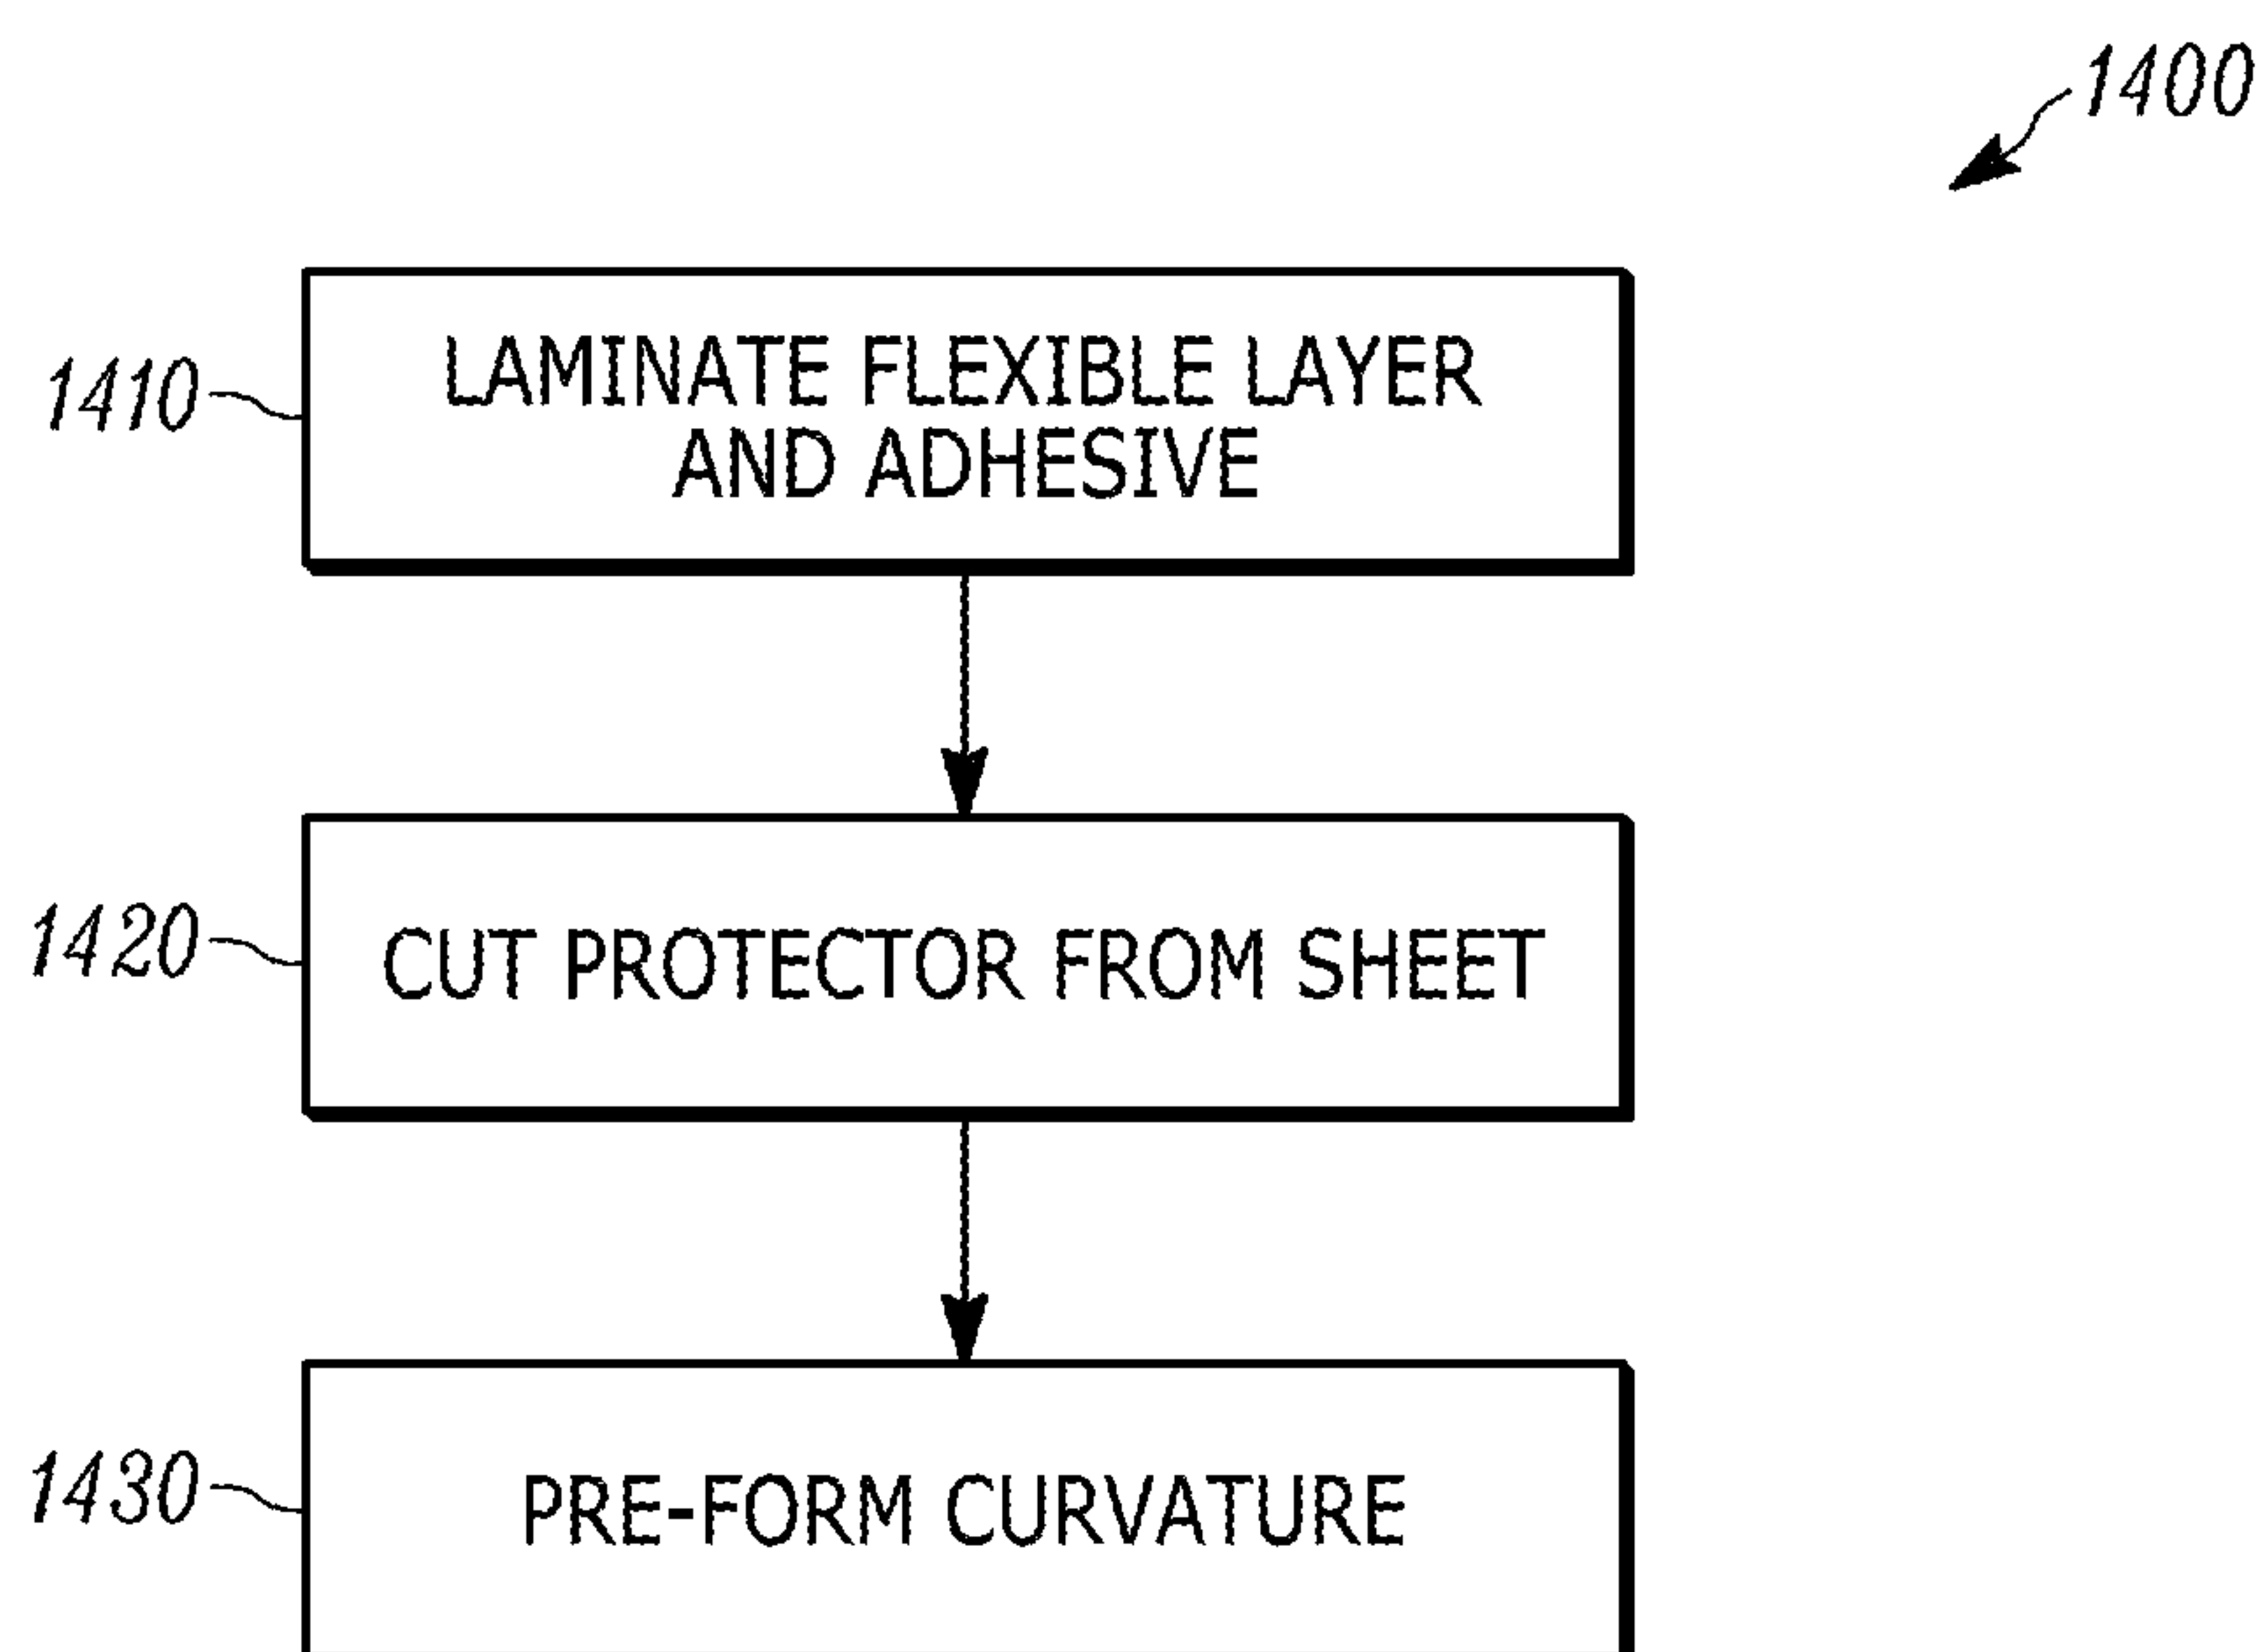 1400
1410
LAMINATE FLEXIBLE LAYER
AND ADHESIVE
1420
CUT PROTECTOR FROM SHEET
1430
PRE-FORM CURVATURE